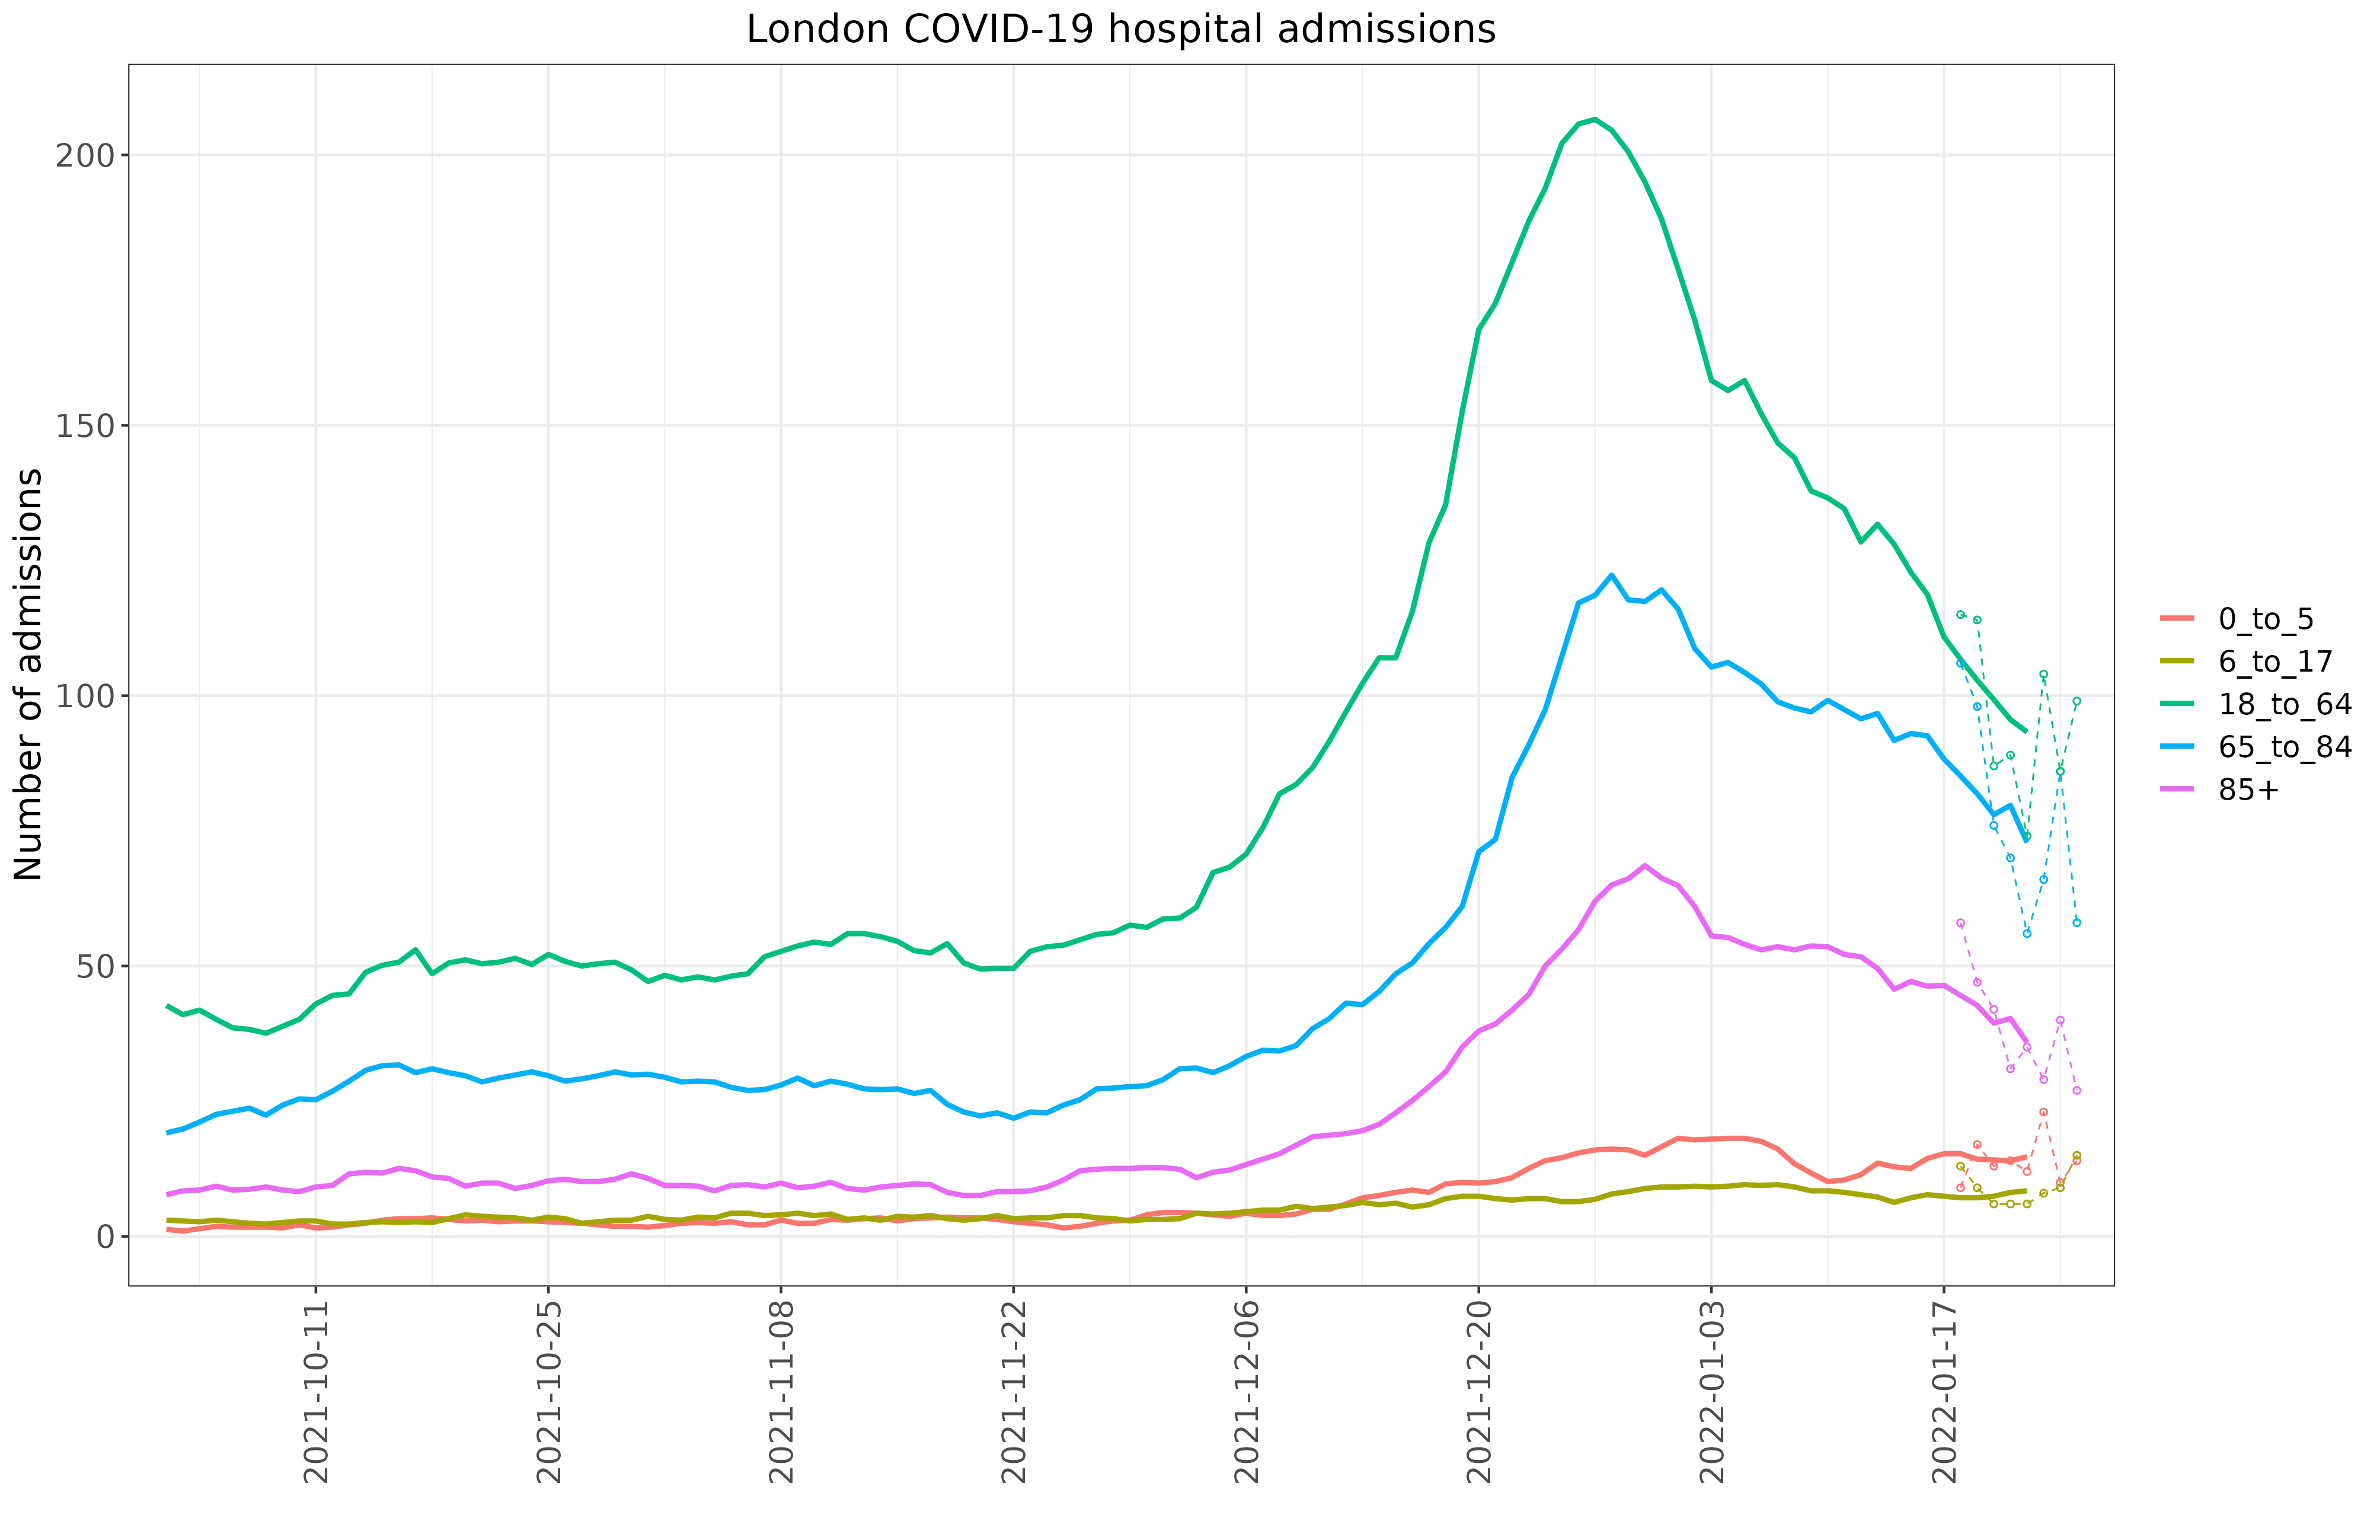 London COVID-19 hospital admissions
Number of admissions
200
150
100
50
0
2021-10-11
2021-10-25
2021-11-08
2021-11-22
2021-12-06
2021-12-20
2022-01-03
2022-01-17
0_to_5
6_to_17
18_to_64
65_to_84
85+